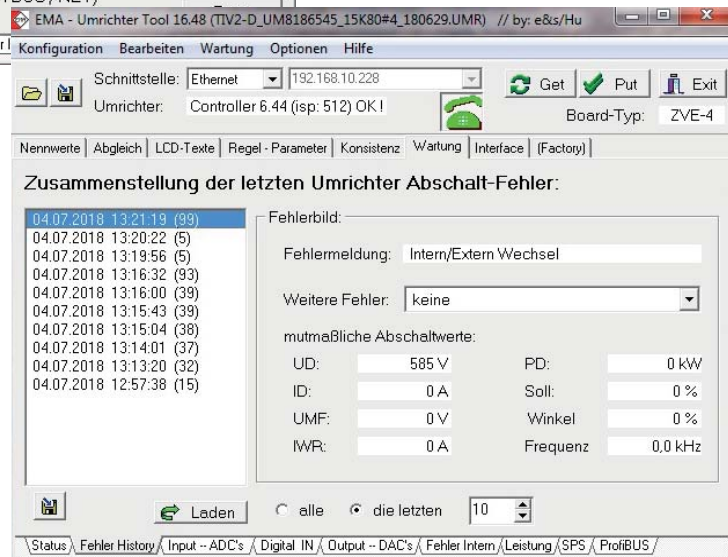 EMA - Umrichter Tool 16.48 (TIV2-D_UM8186545_15K80#4_180629.UMR) // by: e&s/Hu
Konfiguration Bearbeiten Wartung Optionen Hilfe
Schnittstelle: Ethernet 192.168.10.228 Get Put Exit
Umrichter: Controller 6.44 (isp: 512) OK! Board-Typ: ZVE-4
Nennwerte Abgleich LCD-Texte Regel - Parameter Konsistenz Wartung Interface (Factory)
Zusammenstellung der letzten Umrichter Abschalt-Fehler:
04.07.2018 13:21:19 (99)
04.07.2018 13:20:22 (5)
04.07.2018 13:19:56 (5)
04.07.2018 13:16:32 (93)
04.07.2018 13:16:00 (39)
04.07.2018 13:15:43 (39)
04.07.2018 13:15:04 (38)
04.07.2018 13:14:01 (37)
04.07.2018 13:13:20 (32)
04.07.2018 12:57:38 (15)
Fehlerbild:
Fehlermeldung: Intern/Extern Wechsel
Weitere Fehler: keine
mutmaßliche Abschaltwerte:
UD: 585 V PD: 0 kW
ID: 0 A Soll: 0 %
UMF: 0 V Winkel 0 %
IWR: 0 A Frequenz 0,0 kHz
Laden alle die letzten 10
Status Fehler History Input -- ADC's Digital IN Output -- DAC's Fehler Intern Leistung SPS ProfiBUS